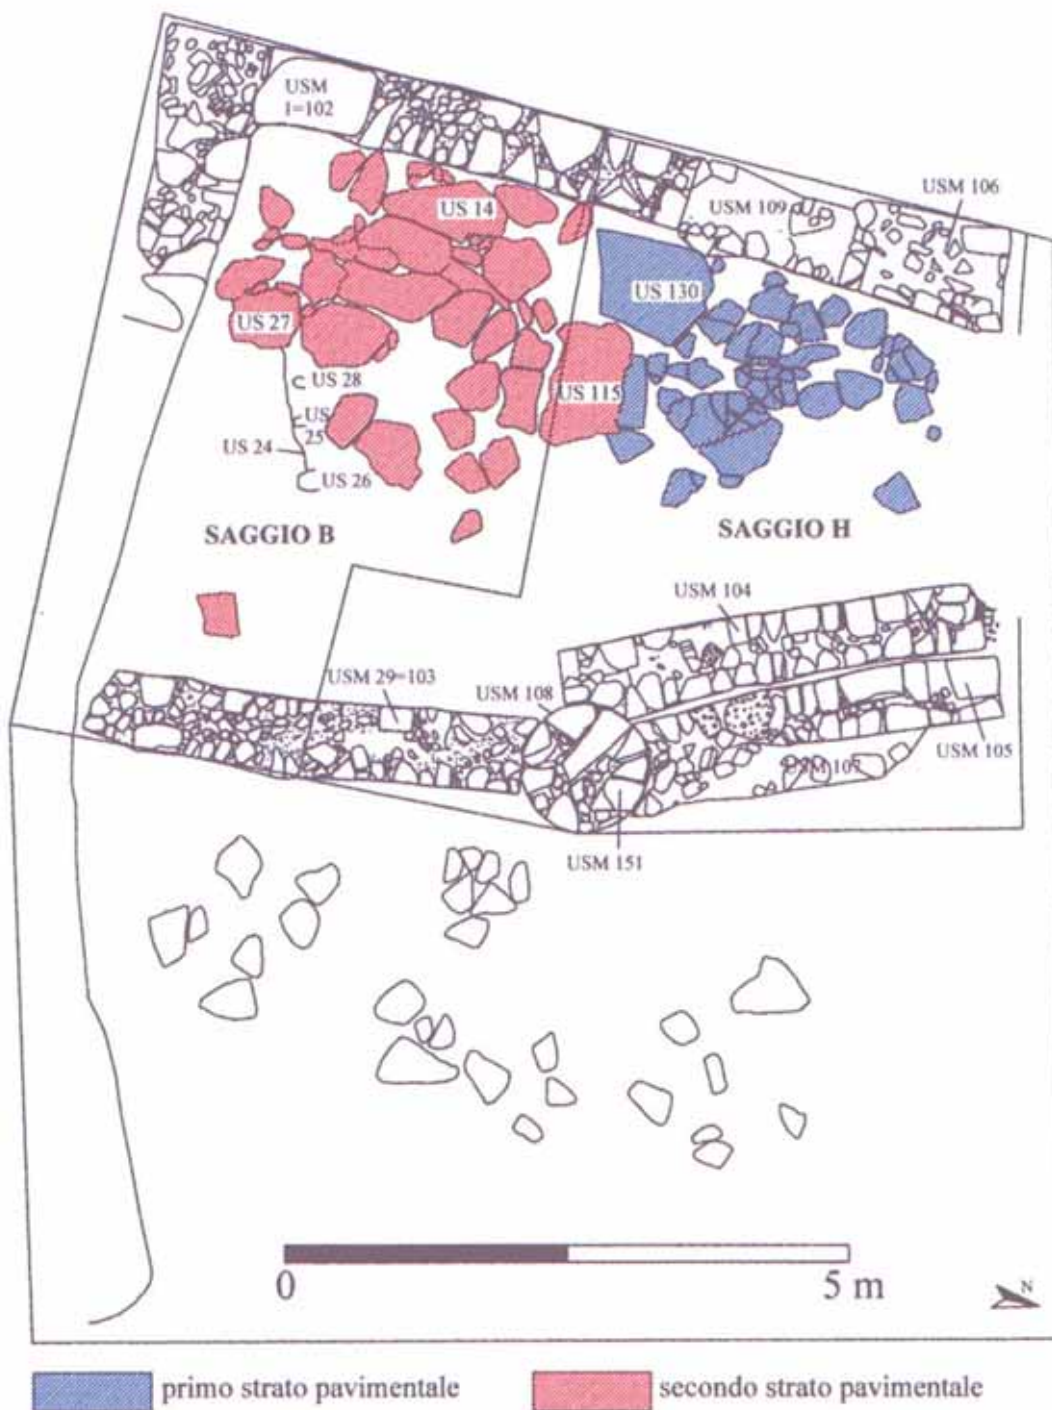 USM
1=102
USM 106
US 14
USM 109
US 130
US 27
US 28
US 115
US
25
US 24
US 26
SAGGIO B
SAGGIO H
USM 104
USM 29=103
USM 108
USM 105
USM 107
USM 151
0
5 m
N
primo strato pavimentale
secondo strato pavimentale